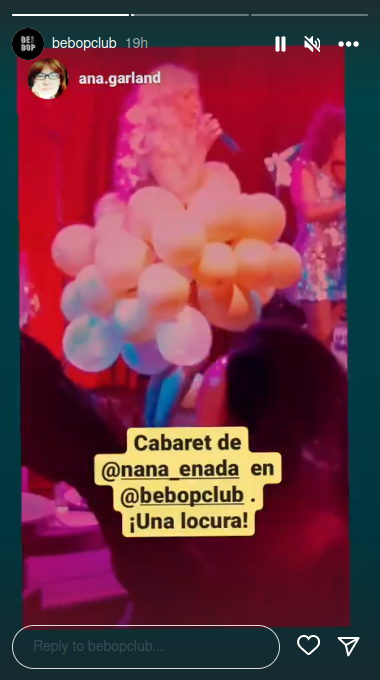 BE BOP
bebopclub 19h
ana.garland
Cabaret de
@nana_enada en
@bebopclub .
¡Una locura!
Reply to bebopclub...